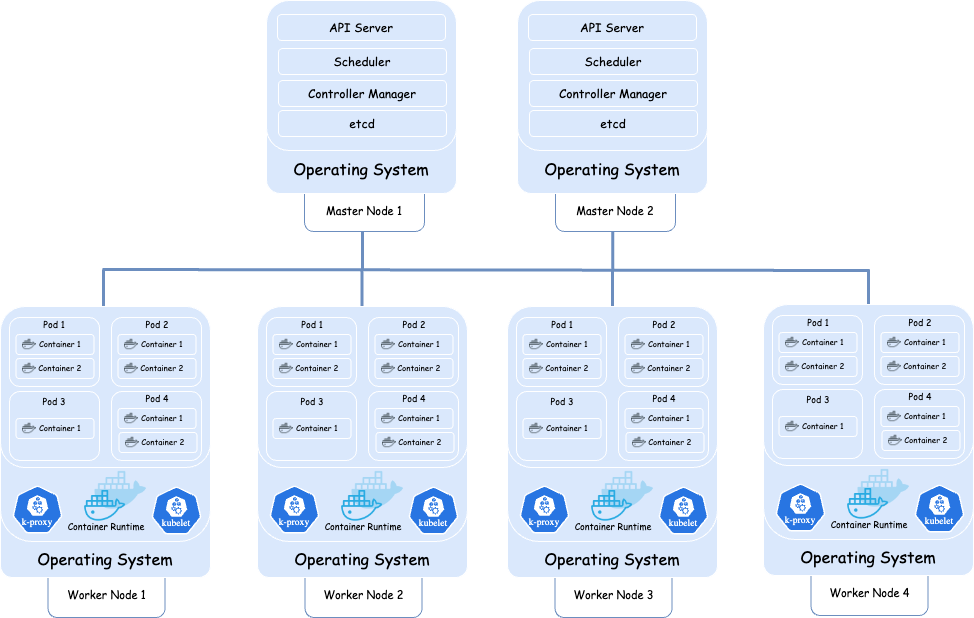 API Server
Scheduler
Controller Manager
etcd
Operating System
Master Node 1
API Server
Scheduler
Controller Manager
etcd
Operating System
Master Node 2
Pod 1
Container 1
Container 2
Pod 2
Container 1
Container 2
Pod 3
Container 1
Pod 4
Container 1
Container 2
k-proxy
Container Runtime
kubelet
Operating System
Worker Node 1
Pod 1
Container 1
Container 2
Pod 2
Container 1
Container 2
Pod 3
Container 1
Pod 4
Container 1
Container 2
k-proxy
Container Runtime
kubelet
Operating System
Worker Node 2
Pod 1
Container 1
Container 2
Pod 2
Container 1
Container 2
Pod 3
Container 1
Pod 4
Container 1
Container 2
k-proxy
Container Runtime
kubelet
Operating System
Worker Node 3
Pod 1
Container 1
Container 2
Pod 2
Container 1
Container 2
Pod 3
Container 1
Pod 4
Container 1
Container 2
k-proxy
Container Runtime
kubelet
Operating System
Worker Node 4